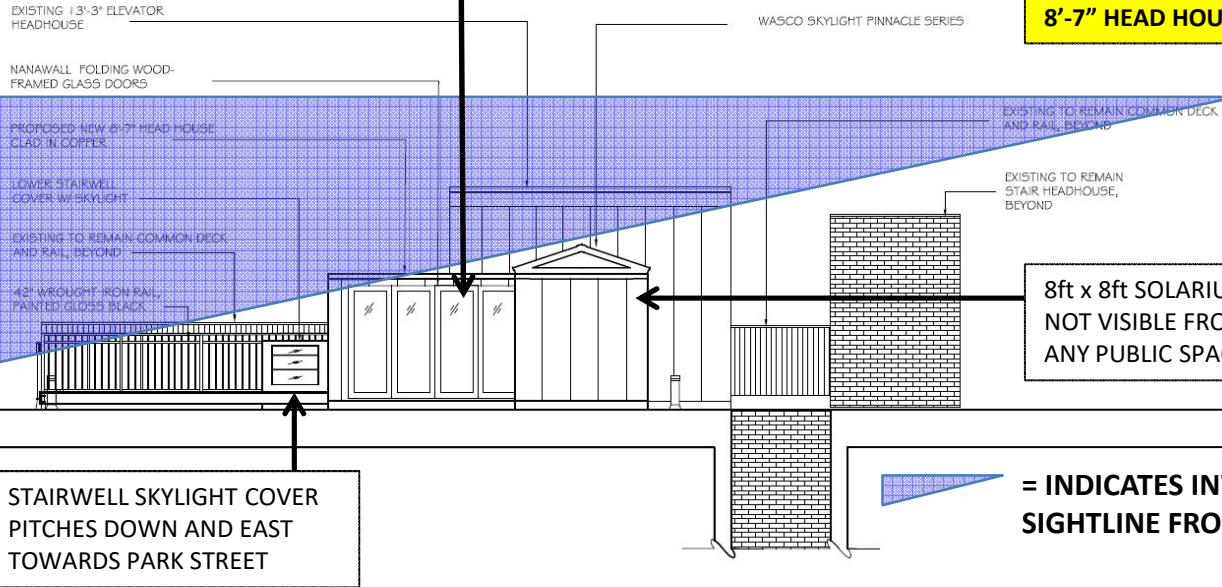 EXISTING 13'-3" ELEVATOR
HEADHOUSE
WASCO SKYLIGHT PINNACLE SERIES
8’-7” HEAD HOU
NANAWALL FOLDING WOOD-
FRAMED GLASS DOORS
EXISTING TO REMAIN COMMON DECK
AND RAIL, BEYOND
PROPOSED NEW 8'-7" HEAD HOUSE
CLAD IN COPPER
LOWER STAIRWELL
COVER W/ SKYLIGHT
EXISTING TO REMAIN
STAIR HEADHOUSE,
BEYOND
EXISTING TO REMAIN COMMON DECK
AND RAIL, BEYOND
42" WROUGHT IRON RAIL,
PAINTED GLOSS BLACK
8ft x 8ft SOLARIU
NOT VISIBLE FRO
ANY PUBLIC SPA
STAIRWELL SKYLIGHT COVER
PITCHES DOWN AND EAST
TOWARDS PARK STREET
= INDICATES IN
SIGHTLINE FRO